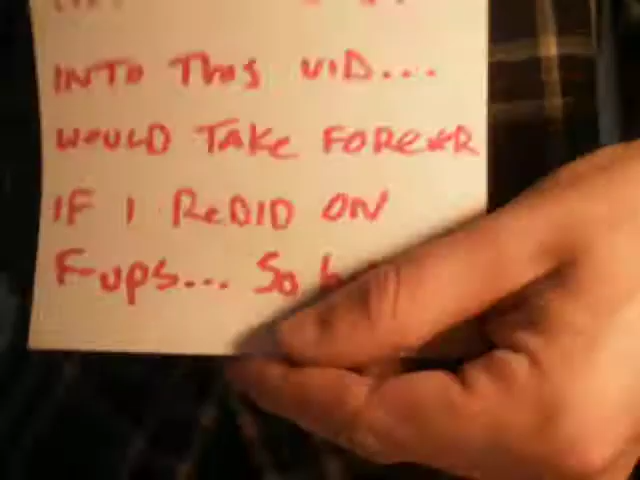 INTO THIS VID....
WOULD TAKE FOREVER
IF I REDID ON
F-UPS... SO